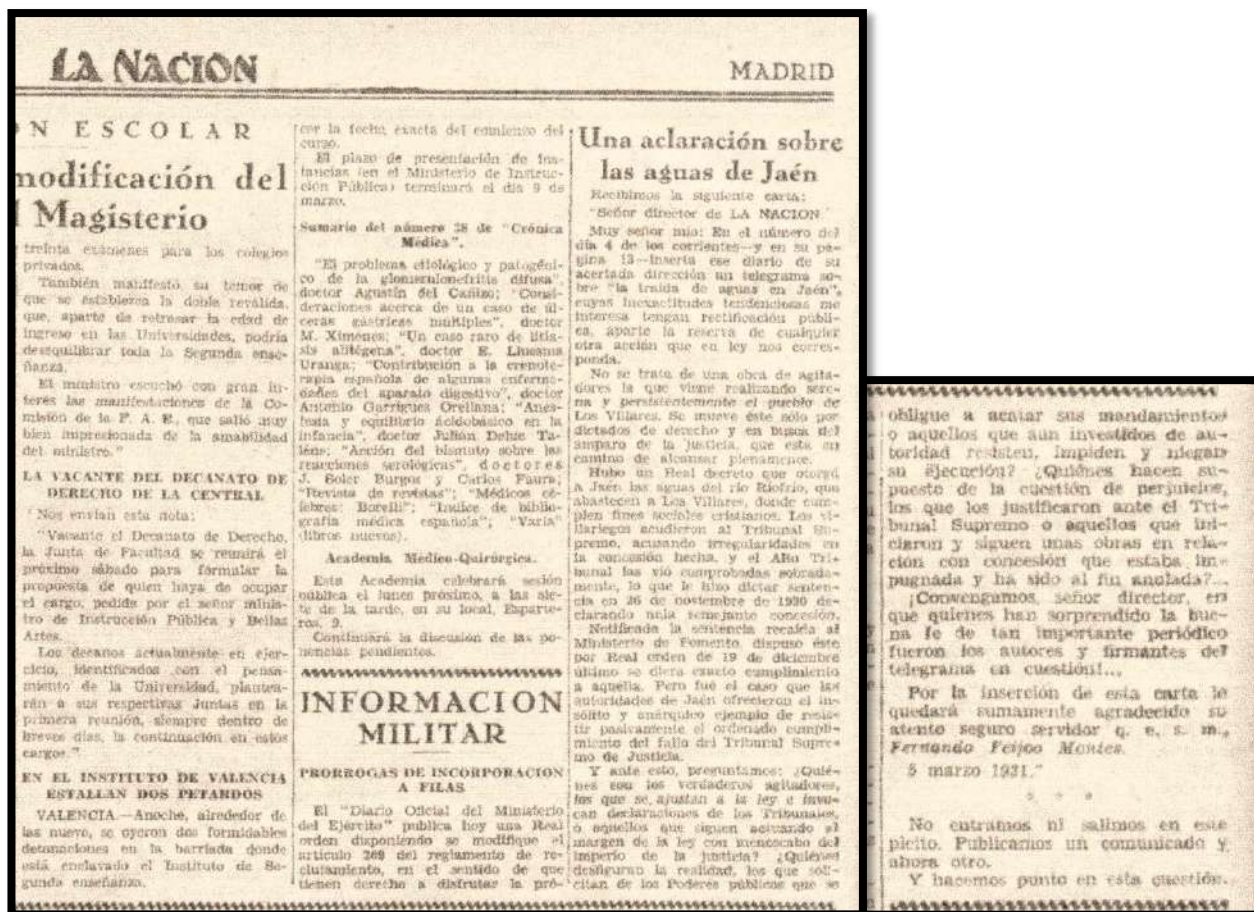 LA NACION
MADRID
N ESCOLAR
modificación del
l Magisterio
treinta exámenes para los colegios
privados.
También manifestó su temor de
que se establezca la doble reválida,
que, aparte de retrasar la edad de
ingreso en las Universidades, podría
desequilibrar toda la Segunda ense-
ñanza.
El ministro escuchó con gran in-
terés las manifestaciones de la Co-
misión de la F. A. E., que salió muy
bien impresionada de la amabilidad
del ministro."
LA VACANTE DEL DECANATO DE
DERECHO DE LA CENTRAL
Nos envían esta nota:
"Vacante el Decanato de Derecho,
la Junta de Facultad se reunirá el
próximo sábado para formular la
propuesta de quien haya de ocupar
el cargo, pedida por el señor minis-
tro de Instrucción Pública y Bellas
Artes.
Los decanos actualmente en ejer-
cicio, identificados con el pensa-
miento de la Universidad, plantea-
rán a sus respectivas Juntas en la
primera reunión, siempre dentro de
breves días, la continuación en estos
cargos."
EN EL INSTITUTO DE VALENCIA
ESTALLAN DOS PETARDOS
VALENCIA.—Anoche, alrededor de
las nueve, se oyeron dos formidables
detonaciones en la barriada donde
está enclavado el Instituto de Se-
gunda enseñanza.
cer la fecha exacta del comienzo del
curso.
El plazo de presentación de ins-
tancias (en el Ministerio de Instruc-
ción Pública) terminará el día 9 de
marzo.
Sumario del número 28 de "Crónica
Médica".
"El problema etiológico y patogéni-
co de la glomerulonefritis difusa",
doctor Agustín del Cañizo; "Consi-
deraciones acerca de un caso de úl-
ceras gástricas múltiples", doctor
M. Ximenes; "Un caso raro de litia-
sis alitógena", doctor E. Liueama
Uranga; "Contribución a la crenote-
rapia española de algunas enferme-
dades del aparato digestivo", doctor
Antonio Garrigues Orellana; "Anes-
tesia y equilibrio ácidobásico en la
infancia", doctor Julián Dehic Ta-
léns; "Acción del bismuto sobre las
reacciones serológicas", doctores
J. Soler Burgos y Carlos Faura;
"Revista de revistas"; "Médicos cé-
lebres: Borelli"; "Indice de biblio-
grafía médica española"; "Varia"
(libros nuevos).
Academia Médico-Quirúrgica.
Esta Academia celebrará sesión
pública el lunes próximo, a las sie-
te de la tarde, en su local, Esparte-
ros, 9.
Continuará la discusión de las po-
nencias pendientes.
INFORMACION
MILITAR
PRORROGAS DE INCORPORACION
A FILAS
El "Diario Oficial del Ministerio
del Ejército" publica hoy una Real
orden disponiendo se modifique el
artículo 269 del reglamento de re-
clutamiento, en el sentido de que
tienen derecho a disfrutar la pró-
Una aclaración sobre
las aguas de Jaén
Recibimos la siguiente carta:
"Señor director de LA NACION
Muy señor mío: En el número del
día 4 de los corrientes—y en su pá-
gina 13—inserta ese diario de su
acertada dirección un telegrama so-
bre "la traída de aguas en Jaén",
cuyas inexactitudes tendenciosas me
interesa tengan rectificación públi-
ca, aparte la reserva de cualquier
otra acción que en ley nos corres-
ponda.
No se trata de una obra de agita-
dores la que viene realizando sere-
na y persistentemente el pueblo de
Los Villares. Se mueve éste sólo por
dictados de derecho y en busca del
amparo de la justicia, que está en
camino de alcanzar plenamente.
Hubo un Real decreto que otorgó
a Jaén las aguas del río Riofrío, que
abastecen a Los Villares, donde cum-
plen fines sociales cristianos. Los vi-
llariegos acudieron al Tribunal Su-
premo, acusando irregularidades en
la concesión hecha, y el Alto Tri-
bunal las vió comprobadas sobrada-
mente, lo que le hizo dictar senten-
cia en 26 de noviembre de 1930 de-
clarando nula semejante concesión.
Notificada la sentencia recaída al
Ministerio de Fomento, dispuso éste
por Real orden de 19 de diciembre
último se diera exacto cumplimiento
a aquella. Pero fué el caso que las
autoridades de Jaén ofrecieron el in-
sólito y anárquico ejemplo de resis-
tir pasivamente el ordenado cumpli-
miento del fallo del Tribunal Supre-
mo de Justicia.
Y ante esto, preguntamos: ¿Quié-
nes son los verdaderos agitadores,
los que se ajustan a la ley e invo-
can declaraciones de los Tribunales,
o aquellos que siguen actuando al
margen de la ley con menoscabo del
imperio de la justicia? ¿Quiénes
desfiguran la realidad, los que soli-
citan de los Poderes públicos que se
obligue a acatar sus mandamientos
o aquellos que aun investidos de au-
toridad resisten, impiden y niegan
su ejecución? ¿Quiénes hacen su-
puesto de la cuestión de perjuicios,
los que los justificaron ante el Tri-
bunal Supremo o aquellos que ini-
ciaron y siguen unas obras en rela-
ción con concesión que estaba im-
pugnada y ha sido al fin anulada?...
¡Convengamos, señor director, en
que quienes han sorprendido la bue-
na fe de tan importante periódico
fueron los autores y firmantes del
telegrama en cuestión!...
Por la inserción de esta carta le
quedará sumamente agradecido su
atento seguro servidor q. e. s. m.,
Fernando Feijoo Montes.
5 marzo 1931."
No entramos ni salimos en este
pleito. Publicamos un comunicado y
ahora otro.
Y hacemos punto en esta cuestión.